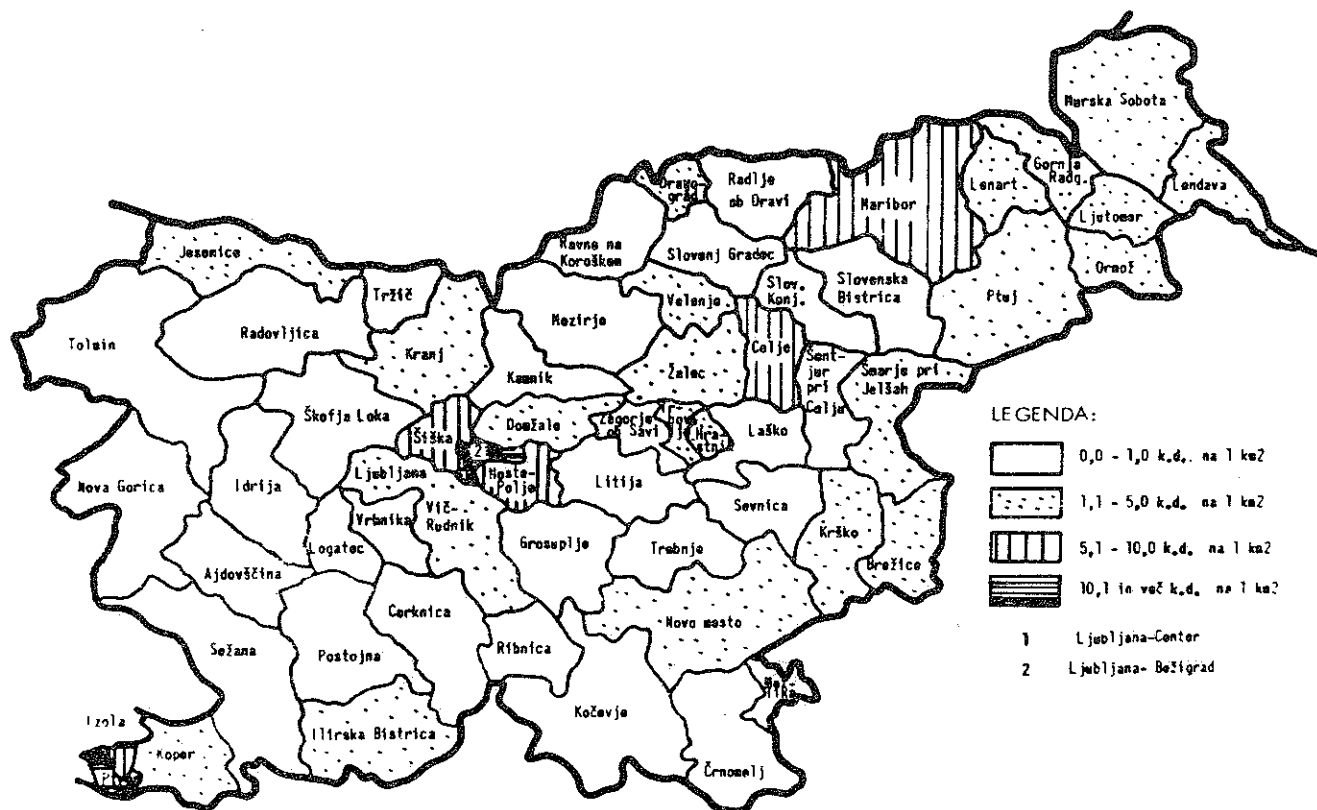 Murska Sobota
Gornja
Radg.
Lendava
Lenart
Ljutomer
Ormož
Ptuj
Maribor
Radlje
ob Dravi
Dravo-
grad
Ravne na
Koroškem
Slovenj Gradec
Slov.
Konj.
Slovenska
Bistrica
Velenje
Mozirje
Celje
Žalec
Šent-
jur
pri
Celju
Šmarje pri
Jelšah
Jesenice
Tržič
Radovljica
Tolmin
Kranj
Kamnik
Škofja Loka
Šiška
Domžale
Zagorje
ob Savi
Hra-
stnik
Laško
2
Moste-
Polje
Ljubljana
Vič-
Rudnik
Litija
Sevnica
Krško
Brežice
Nova Gorica
Idrija
Vrhnika
Logatec
Grosuplje
Trebnje
Ajdovščina
Cerknica
Novo mesto
Postojna
Ribnica
Sežana
Kočevje
Črnomelj
Izola
Koper
Ilirska Bistrica
LEGENDA:
0,0 - 1,0 k.d. na 1 km2
1,1 - 5,0 k.d. na 1 km2
5,1 - 10,0 k.d. na 1 km2
10,1 in več k.d. na 1 km2
1 Ljubljana-Center
2 Ljubljana-Bežigrad